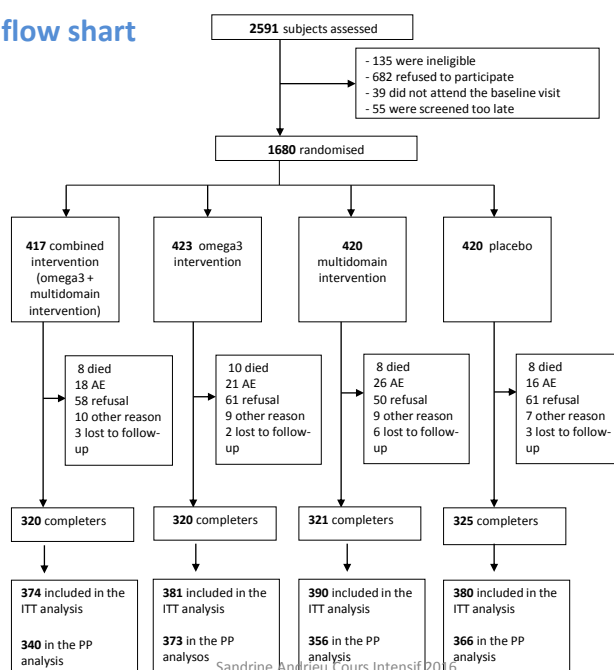 flow shart
2591 subjects assessed
- 135 were ineligible
- 682 refused to participate
- 39 did not attend the baseline visit
- 55 were screened too late
1680 randomised
417 combined
intervention
(omega3 +
multidomain
intervention)
423 omega3
intervention
420
multidomain
intervention
420 placebo
8 died
18 AE
58 refusal
10 other reason
3 lost to follow-
up
10 died
21 AE
61 refusal
9 other reason
2 lost to follow-
up
8 died
26 AE
50 refusal
9 other reason
6 lost to follow-
up
8 died
16 AE
61 refusal
7 other reason
3 lost to follow-
up
320 completers
320 completers
321 completers
325 completers
374 included in the
ITT analysis
340 in the PP
analysis
381 included in the
ITT analysis
373 in the PP
analysos
390 included in the
ITT analysis
356 in the PP
analysis
380 included in the
ITT analysis
366 in the PP
analysis
Sandrine Andrieu Cours Intensif 2016